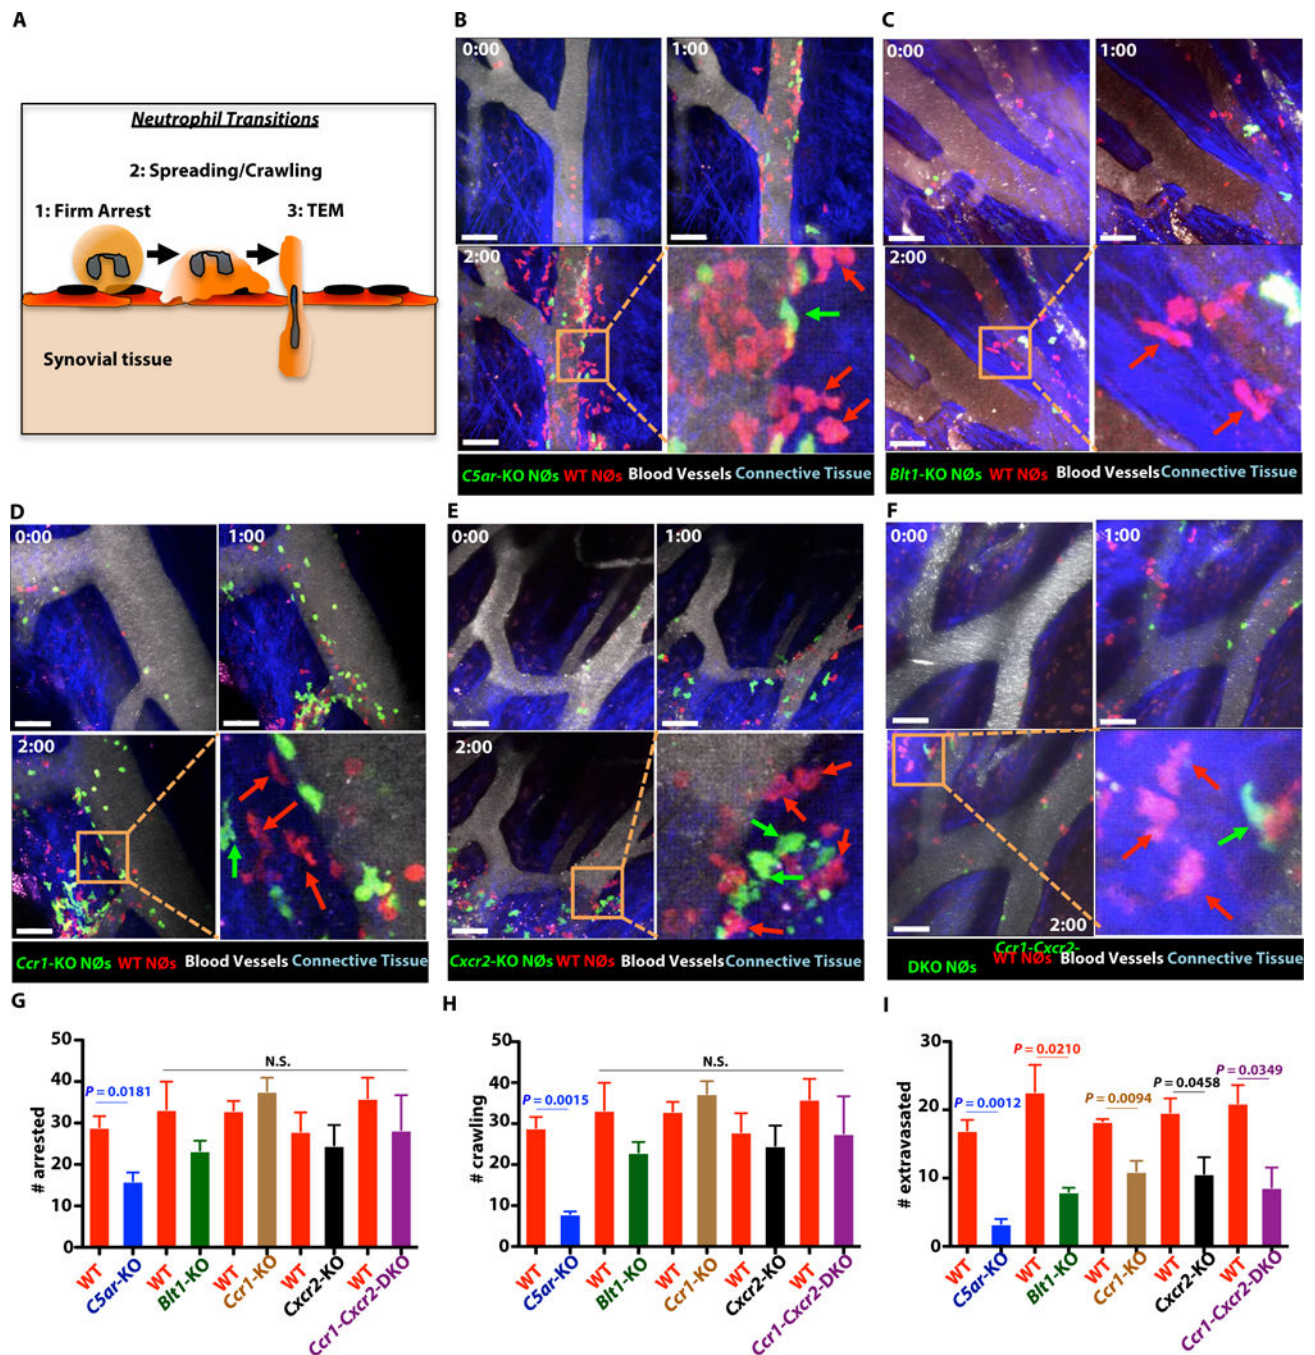 A
Neutrophil Transitions
2: Spreading/Crawling
1: Firm Arrest
3: TEM
Synovial tissue
B
0:00
1:00
2:00
C5ar-KO NØs WT NØs Blood Vessels Connective Tissue
C
0:00
1:00
2:00
Blt1-KO NØs WT NØs Blood Vessels Connective Tissue
D
0:00
1:00
2:00
Ccr1-KO NØs WT NØs Blood Vessels Connective Tissue
E
0:00
1:00
2:00
Cxcr2-KO NØs WT NØs Blood Vessels Connective Tissue
F
0:00
1:00
2:00
Ccr1-Cxcr2-
DKO NØs WT NØs Blood Vessels Connective Tissue
G
# arrested
50
40
30
20
10
0
P = 0.0181
N.S.
WT
C5ar-KO
WT
Blt1-KO
WT
Ccr1-KO
WT
Cxcr2-KO
WT
Ccr1-Cxcr2-DKO
H
# crawling
50
40
30
20
10
0
P = 0.0015
N.S.
WT
C5ar-KO
WT
Blt1-KO
WT
Ccr1-KO
WT
Cxcr2-KO
WT
Ccr1-Cxcr2-DKO
I
# extravasated
30
20
10
0
P = 0.0012
P = 0.0210
P = 0.0094
P = 0.0458
P = 0.0349
WT
C5ar-KO
WT
Blt1-KO
WT
Ccr1-KO
WT
Cxcr2-KO
WT
Ccr1-Cxcr2-DKO